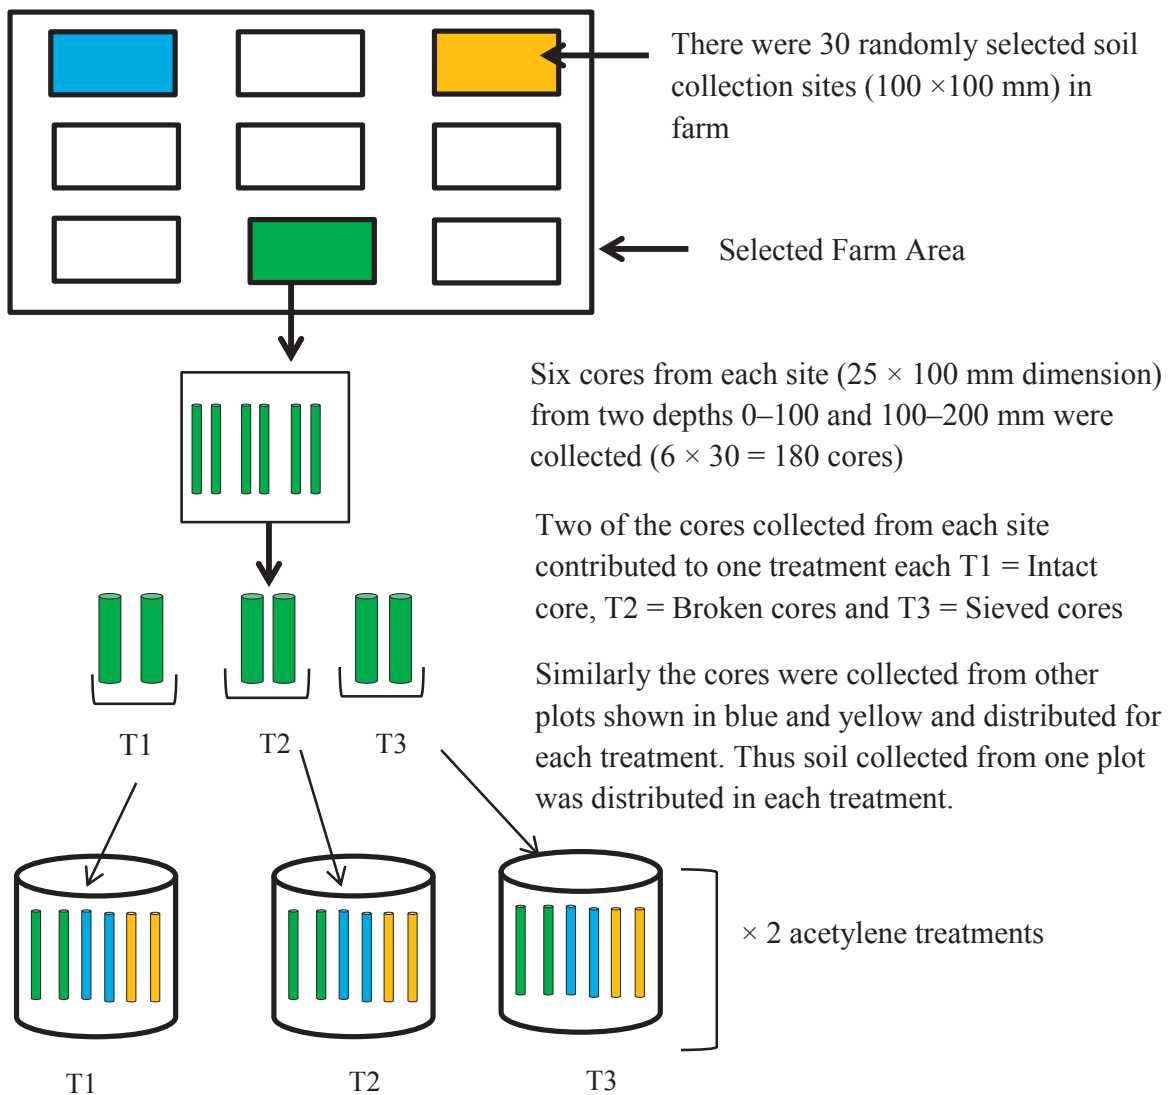 There were 30 randomly selected soil
collection sites (100 ×100 mm) in
farm
Selected Farm Area
Six cores from each site (25 × 100 mm dimension)
from two depths 0–100 and 100–200 mm were
collected (6 × 30 = 180 cores)
Two of the cores collected from each site
contributed to one treatment each T1 = Intact
core, T2 = Broken cores and T3 = Sieved cores
Similarly the cores were collected from other
plots shown in blue and yellow and distributed for
each treatment. Thus soil collected from one plot
was distributed in each treatment.
T1
T2
T3
× 2 acetylene treatments
T1
T2
T3